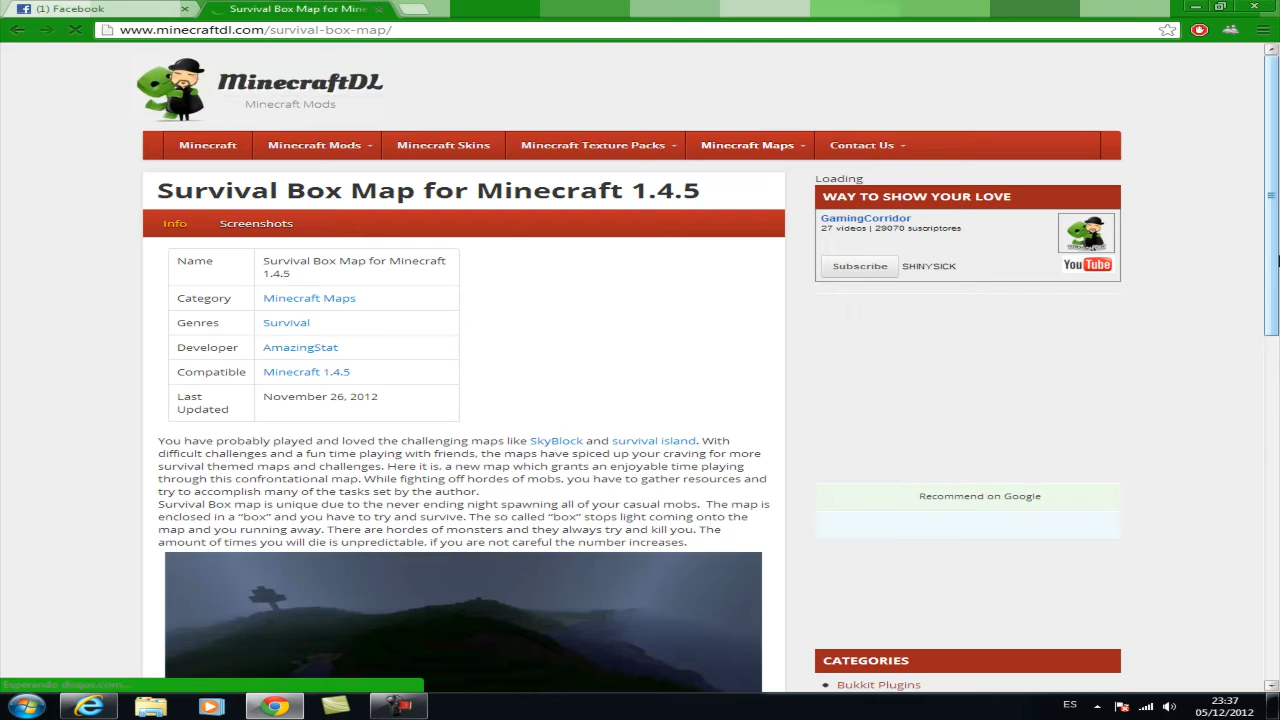 (1) Facebook
Survival Box Map for Mine
www.minecraftdl.com/survival-box-map/
MinecraftDL
Minecraft Mods
Minecraft
Minecraft Mods
Minecraft Skins
Minecraft Texture Packs
Minecraft Maps
Contact Us
Survival Box Map for Minecraft 1.4.5
Info
Screenshots
Name
Survival Box Map for Minecraft
1.4.5
Category
Minecraft Maps
Genres
Survival
Developer
AmazingStat
Compatible
Minecraft 1.4.5
Last
Updated
November 26, 2012
You have probably played and loved the challenging maps like SkyBlock and survival island. With
difficult challenges and a fun time playing with friends, the maps have spiced up your craving for more
survival themed maps and challenges. Here it is, a new map which grants an enjoyable time playing
through this confrontational map. While fighting off hordes of mobs, you have to gather resources and
try to accomplish many of the tasks set by the author.
Survival Box map is unique due to the never ending night spawning all of your casual mobs. The map is
enclosed in a “box” and you have to try and survive. The so called “box” stops light coming onto the
map and you running away. There are hordes of monsters and they always try and kill you. The
amount of times you will die is unpredictable, if you are not careful the number increases.
Loading
WAY TO SHOW YOUR LOVE
GamingCorridor
27 videos | 29070 suscriptores
Subscribe
SHINYSICK
YouTube
Recommend on Google
CATEGORIES
Bukkit Plugins
Esperando disqus.com...
ES
23:37
05/12/2012